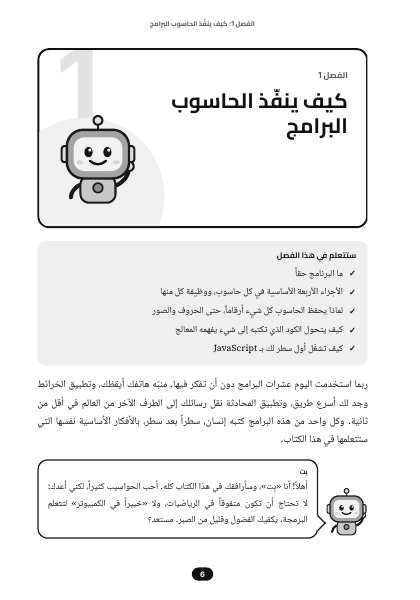 الفصل 1: كيف ينفّذ الحاسوب البرامج
1
الفصل 1
كيف ينفّذ الحاسوب
البرامج
ستتعلم في هذا الفصل
✓ ما البرنامج حقاً
✓ الأجزاء الأربعة الأساسية في كل حاسوب، ووظيفة كل منها
✓ لماذا يحفظ الحاسوب كل شيء أرقاماً، حتى الحروف والصور
✓ كيف يتحول الكود الذي تكتبه إلى شيء يفهمه المعالج
✓ كيف تشغّل أول سطر لك بـ JavaScript
ربما استخدمت اليوم عشرات البرامج دون أن تفكر فيها. منبّه هاتفك أيقظك، وتطبيق الخرائط
وجد لك أسرع طريق، وتطبيق المحادثة نقل رسائلك إلى الطرف الآخر من العالم في أقل من
ثانية. وكل واحد من هذه البرامج كتبه إنسان، سطراً بعد سطر، بالأفكار الأساسية نفسها التي
ستتعلمها في هذا الكتاب.
بِت
أهلاً! أنا «بِت»، وسأرافقك في هذا الكتاب كله. أحب الحواسيب كثيراً، لكني أعدك:
لا تحتاج أن تكون متفوقاً في الرياضيات، ولا «خبيراً في الكمبيوتر» لتتعلم
البرمجة. يكفيك الفضول وقليل من الصبر. مستعد؟
6